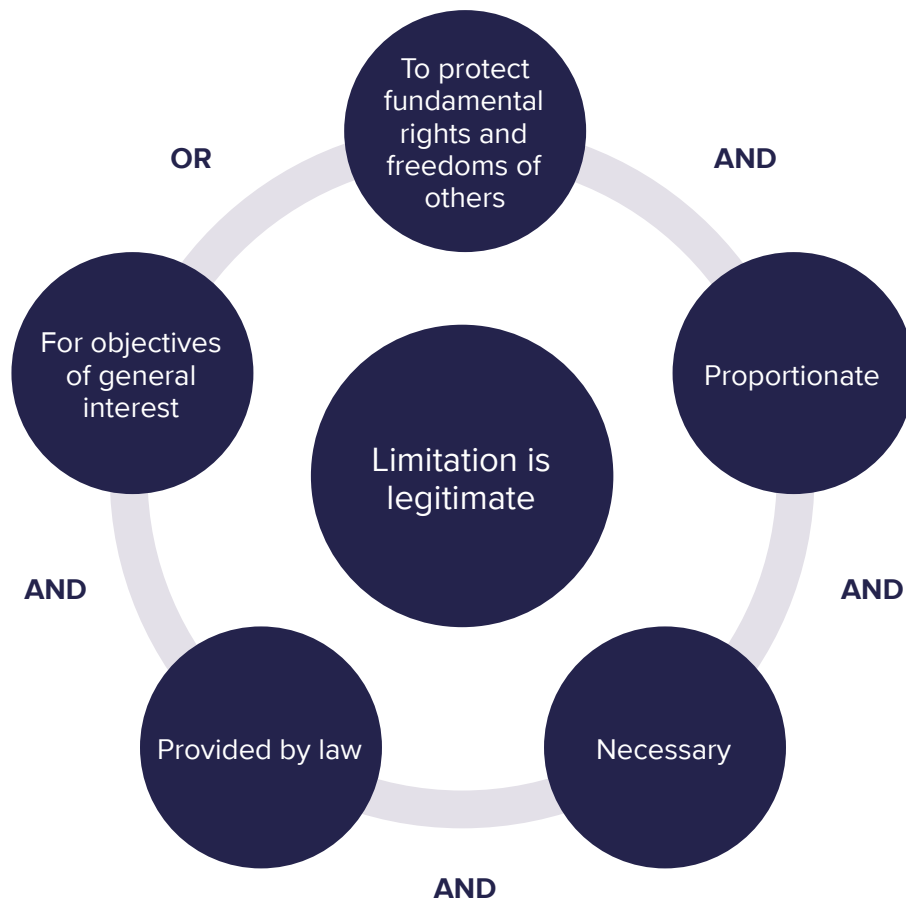 To protect
fundamental
rights and
freedoms of
others
OR
AND
For objectives
of general
interest
Proportionate
Limitation is
legitimate
AND
AND
Provided by law
Necessary
AND